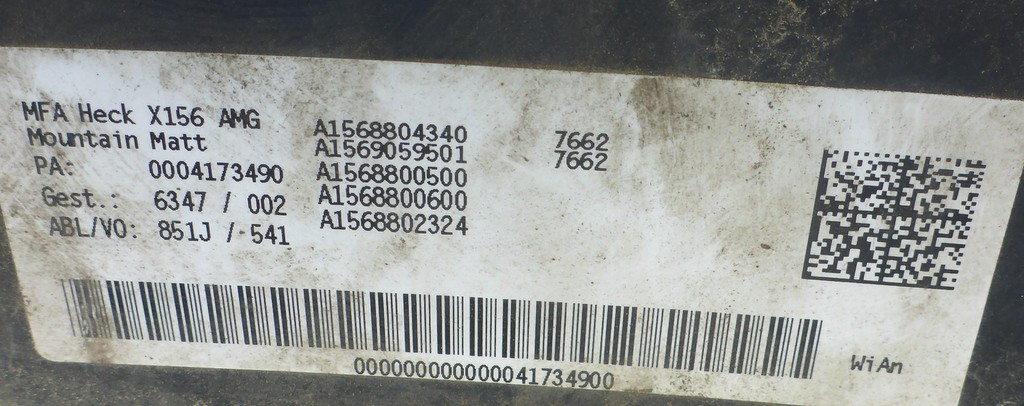 MFA Heck X156 AMG
Mountain Matt
PA: 0004173490
Gest.: 6347 / 002
ABL/VO: 851J / 541
A1568804340 7662
A1569059501 7662
A1568800500
A1568800600
A1568802324
00000000000041734900
WiAn